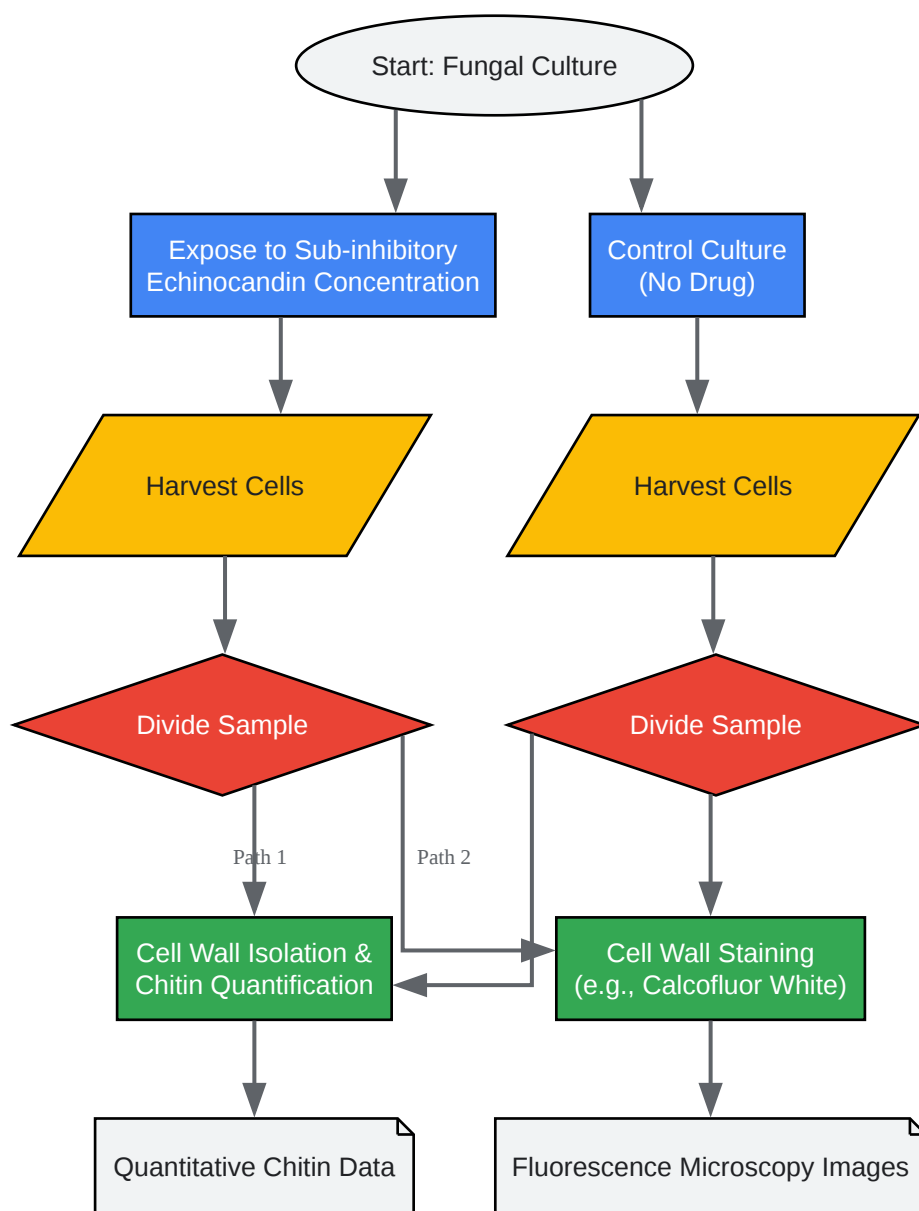 Start: Fungal Culture
Expose to Sub-inhibitory
Echinocandin Concentration
Control Culture
(No Drug)
Harvest Cells
Harvest Cells
Divide Sample
Divide Sample
Path 1
Path 2
Cell Wall Isolation &
Chitin Quantification
Cell Wall Staining
(e.g., Calcofluor White)
Quantitative Chitin Data
Fluorescence Microscopy Images